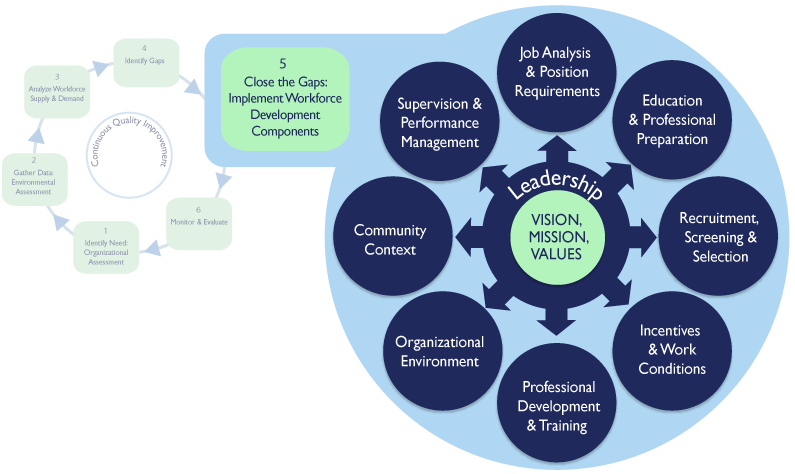 4
Identify Gaps
3
Analyze Workforce
Supply & Demand
Continuous Quality Improvement
2
Gather Data:
Environmental
Assessment
1
Identify Need:
Organizational
Assessment
6
Monitor & Evaluate
5
Close the Gaps:
Implement Workforce
Development
Components
Job Analysis
& Position
Requirements
Education
& Professional
Preparation
Recruitment,
Screening &
Selection
Incentives
& Work
Conditions
Professional
Development
& Training
Organizational
Environment
Community
Context
Supervision &
Performance
Management
Leadership
VISION,
MISSION,
VALUES